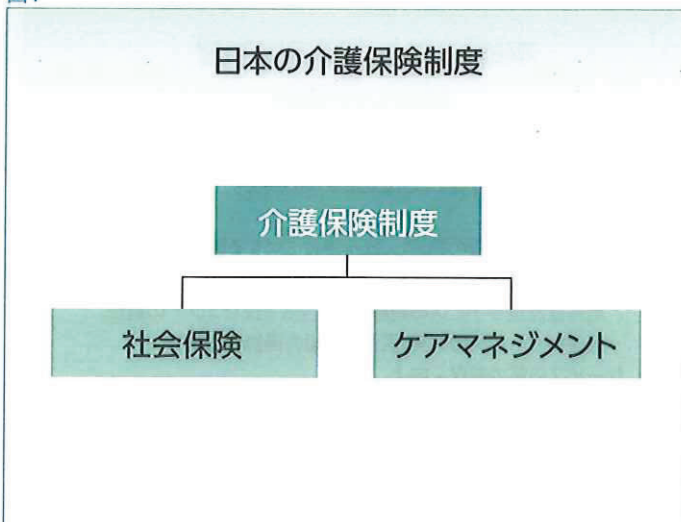 日本の介護保険制度
介護保険制度
社会保険
ケアマネジメント